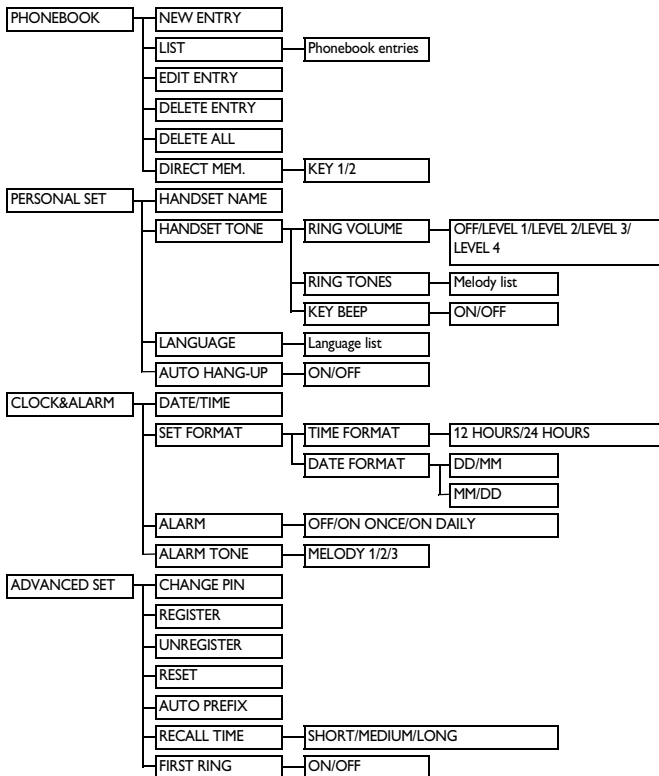 PHONEBOOK NEW ENTRY
LIST Phonebook entries
EDIT ENTRY
DELETE ENTRY
DELETE ALL
DIRECT MEM. KEY 1/2
PERSONAL SET HANDSET NAME
HANDSET TONE RING VOLUME OFF/LEVEL 1/LEVEL 2/LEVEL 3/
LEVEL 4
RING TONES Melody list
KEY BEEP ON/OFF
LANGUAGE Language list
AUTO HANG-UP ON/OFF
CLOCK&ALARM DATE/TIME
SET FORMAT TIME FORMAT 12 HOURS/24 HOURS
DATE FORMAT DD/MM
MM/DD
ALARM OFF/ON ONCE/ON DAILY
ALARM TONE MELODY 1/2/3
ADVANCED SET CHANGE PIN
REGISTER
UNREGISTER
RESET
AUTO PREFIX
RECALL TIME SHORT/MEDIUM/LONG
FIRST RING ON/OFF